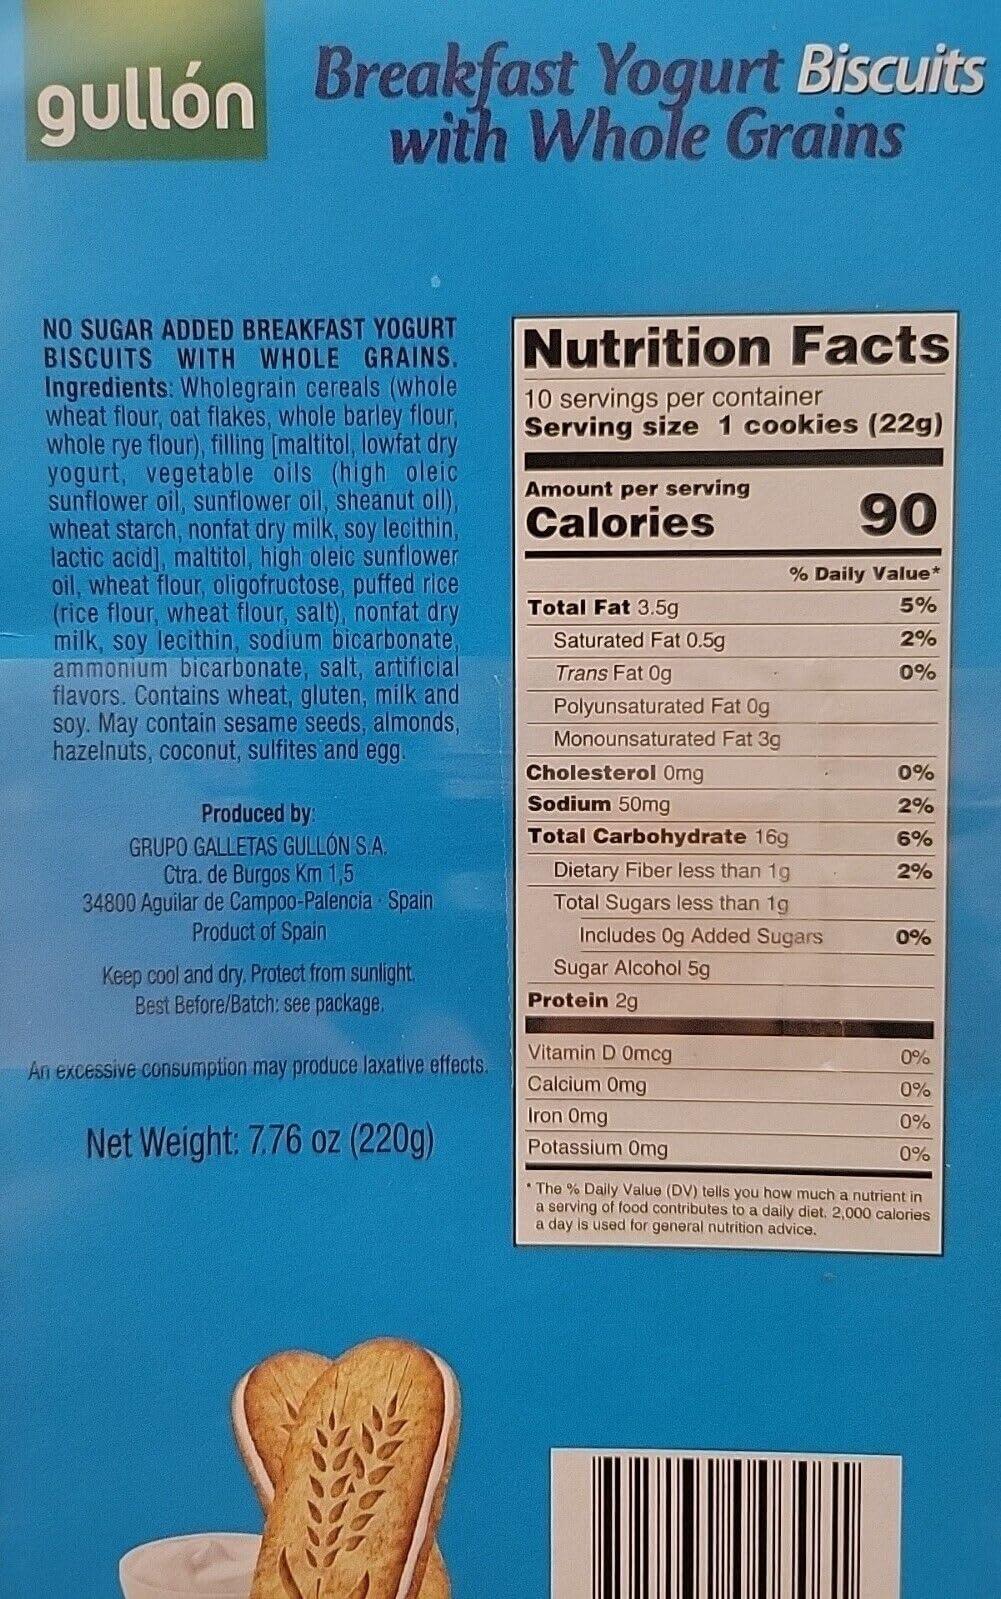 gullón
Breakfast Yogurt Biscuits
with Whole Grains
NO SUGAR ADDED BREAKFAST YOGURT
BISCUITS WITH WHOLE GRAINS.
Ingredients: Wholegrain cereals (whole
wheat flour, oat flakes, whole barley flour,
whole rye flour), filling [maltitol, lowfat dry
yogurt, vegetable oils (high oleic
sunflower oil, sunflower oil, sheanut oil),
wheat starch, nonfat dry milk, soy lecithin,
lactic acid], maltitol, high oleic sunflower
oil, wheat flour, oligofructose, puffed rice
(rice flour, wheat flour, salt), nonfat dry
milk, soy lecithin, sodium bicarbonate,
ammonium bicarbonate, salt, artificial
flavors. Contains wheat, gluten, milk and
soy. May contain sesame seeds, almonds,
hazelnuts, coconut, sulfites and egg.
Produced by:
GRUPO GALLETAS GULLÓN S.A.
Ctra. de Burgos Km 1,5
34800 Aguilar de Campoo-Palencia · Spain
Product of Spain
Keep cool and dry. Protect from sunlight.
Best Before/Batch: see package.
An excessive consumption may produce laxative effects.
Net Weight: 7.76 oz (220g)
Nutrition Facts
10 servings per container
Serving size 1 cookies (22g)
Amount per serving
Calories 90
% Daily Value*
Total Fat 3.5g 5%
Saturated Fat 0.5g 2%
Trans Fat 0g 0%
Polyunsaturated Fat 0g
Monounsaturated Fat 3g
Cholesterol 0mg 0%
Sodium 50mg 2%
Total Carbohydrate 16g 6%
Dietary Fiber less than 1g 2%
Total Sugars less than 1g
Includes 0g Added Sugars 0%
Sugar Alcohol 5g
Protein 2g
Vitamin D 0mcg 0%
Calcium 0mg 0%
Iron 0mg 0%
Potassium 0mg 0%
* The % Daily Value (DV) tells you how much a nutrient in
a serving of food contributes to a daily diet. 2,000 calories
a day is used for general nutrition advice.